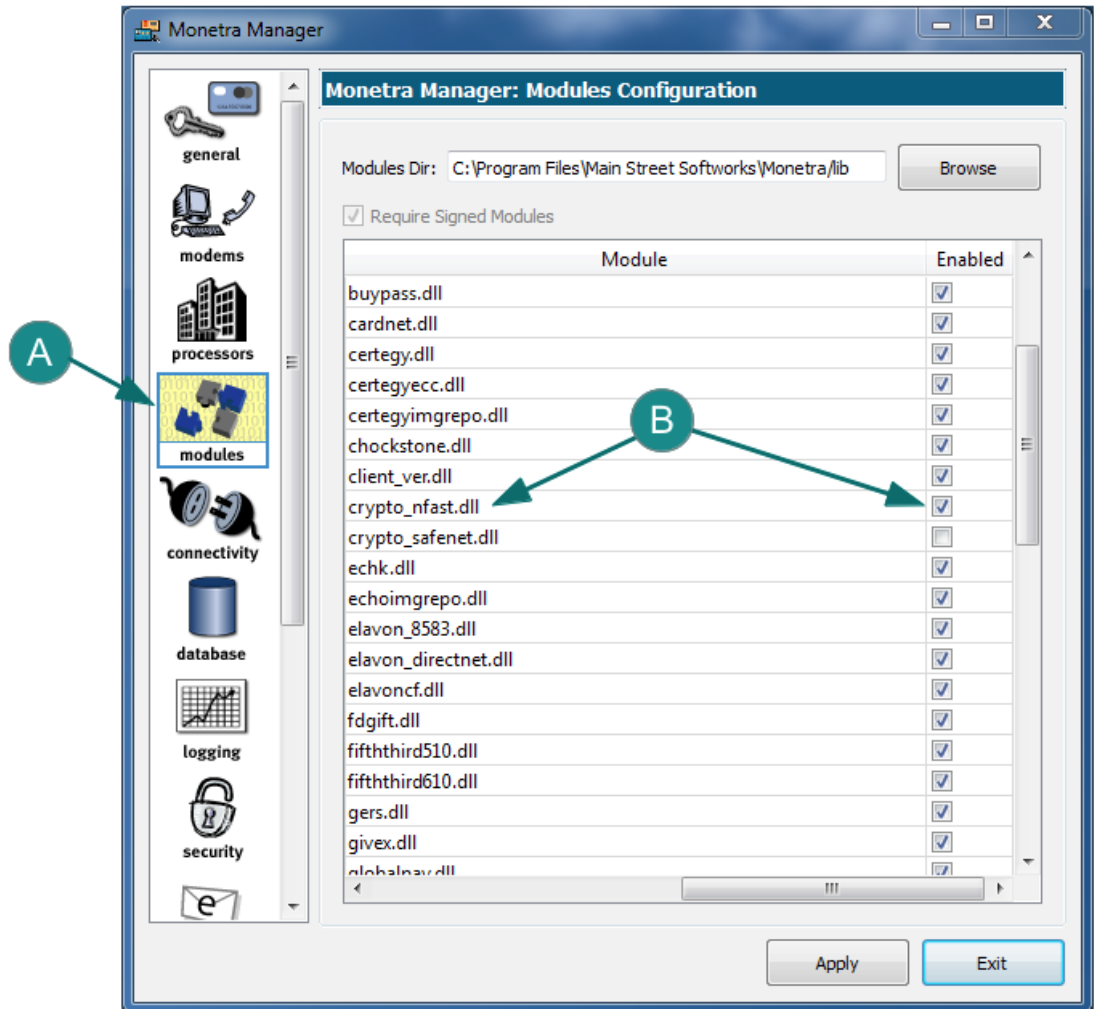 Monetra Manager
Monetra Manager: Modules Configuration
general
modems
processors
modules
connectivity
database
logging
security
Modules Dir: C:\Program Files\Main Street Softworks\Monetra/lib Browse
Require Signed Modules
Module Enabled
buypass.dll
cardnet.dll
certegy.dll
certegyecc.dll
certegyimgrepo.dll
chockstone.dll
client_ver.dll
crypto_nfast.dll
crypto_safenet.dll
echk.dll
echoimgrepo.dll
elavon_8583.dll
elavon_directnet.dll
elavoncf.dll
fdgift.dll
fifththird510.dll
fifththird610.dll
gers.dll
givex.dll
globalnav.dll
Apply Exit
A
B